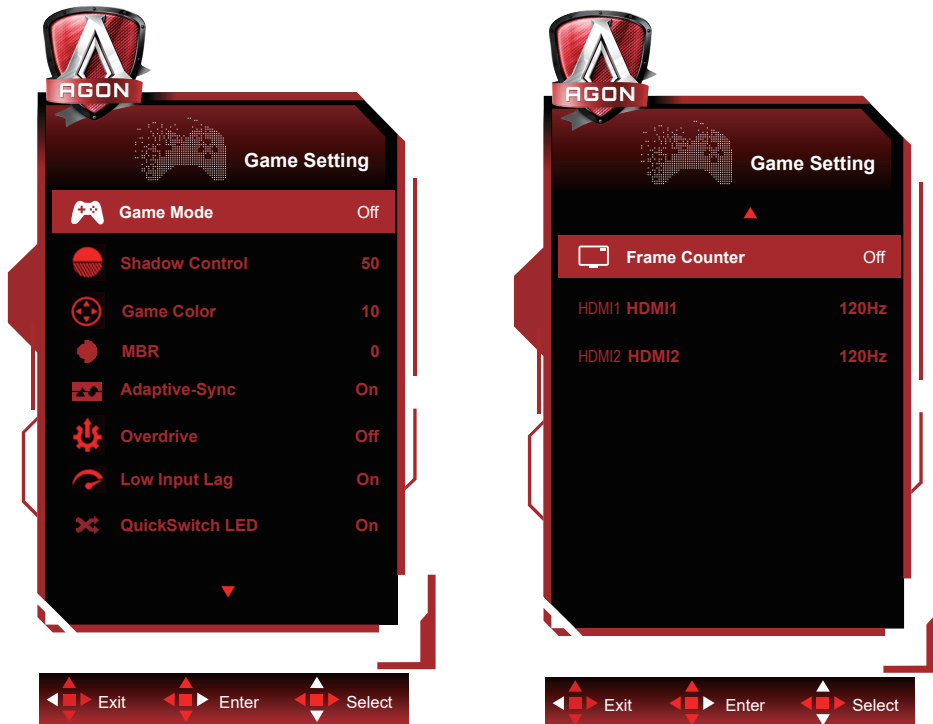 AGON
Game Setting
Game Mode Off
Shadow Control 50
Game Color 10
MBR 0
Adaptive-Sync On
Overdrive Off
Low Input Lag On
QuickSwitch LED On
Exit Enter Select
AGON
Game Setting
Frame Counter Off
HDMI1 HDMI1 120Hz
HDMI2 HDMI2 120Hz
Exit Enter Select